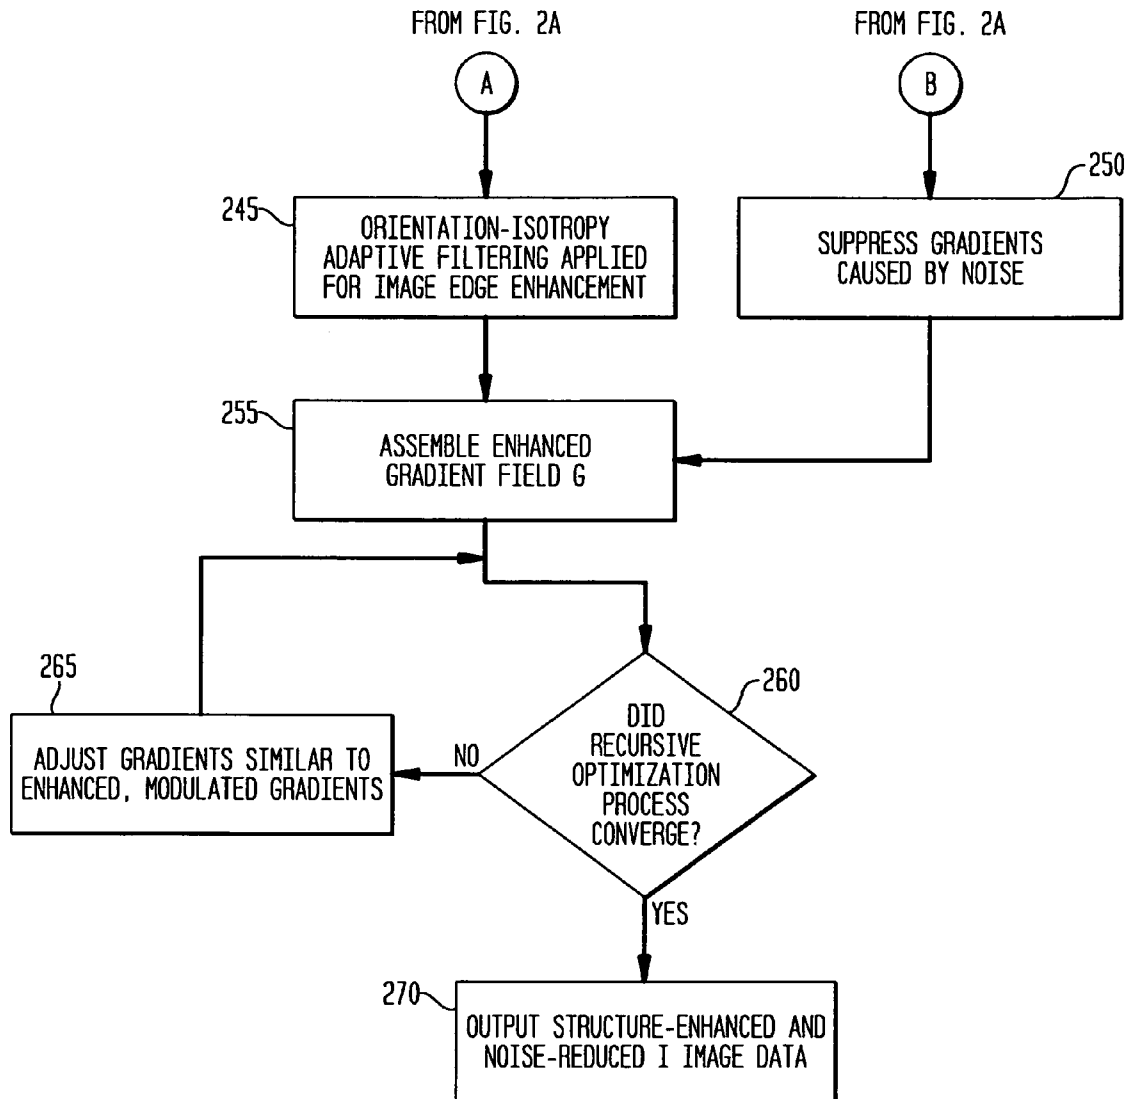 FROM FIG. 2A
FROM FIG. 2A
A
B
245
ORIENTATION-ISOTROPY
ADAPTIVE FILTERING APPLIED
FOR IMAGE EDGE ENHANCEMENT
250
SUPPRESS GRADIENTS
CAUSED BY NOISE
255
ASSEMBLE ENHANCED
GRADIENT FIELD G
265
ADJUST GRADIENTS SIMILAR TO
ENHANCED, MODULATED GRADIENTS
NO
260
DID
RECURSIVE
OPTIMIZATION
PROCESS
CONVERGE?
YES
270
OUTPUT STRUCTURE-ENHANCED AND
NOISE-REDUCED I IMAGE DATA